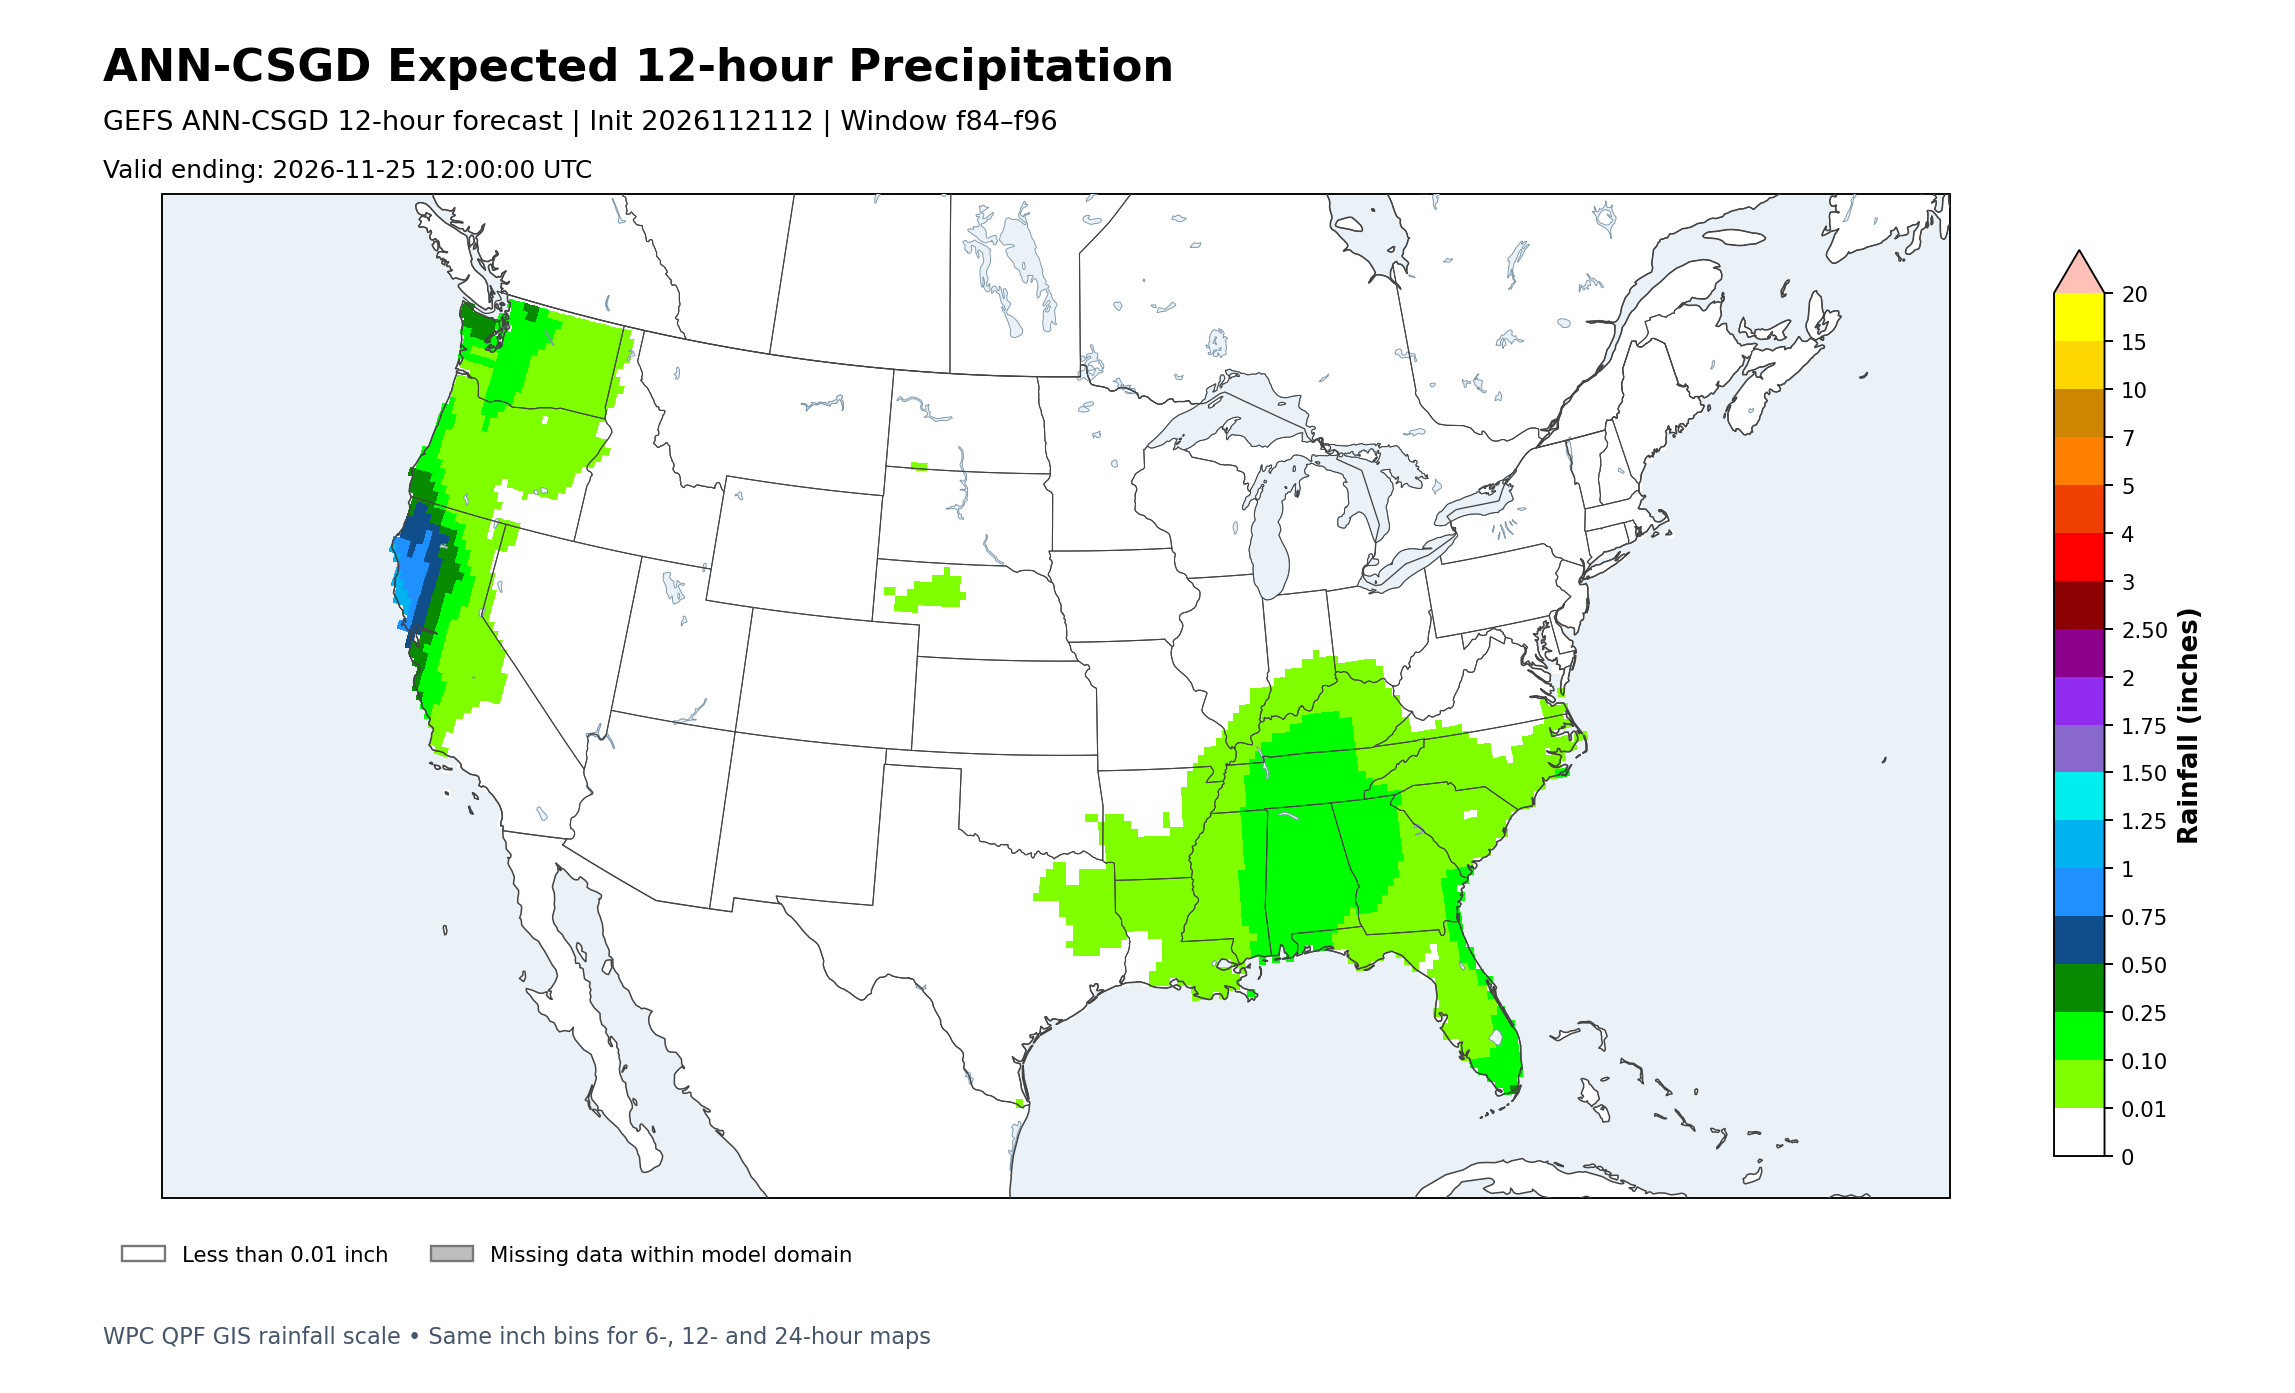 ANN-CSGD Expected 12-hour Precipitation
GEFS ANN-CSGD 12-hour forecast | Init 2026112112 | Window f84–f96
Valid ending: 2026-11-25 12:00:00 UTC
20
15
10
7
5
4
3
2.50
2
1.75
1.50
1.25
1
0.75
0.50
0.25
0.10
0.01
0
Rainfall (inches)
Less than 0.01 inch
Missing data within model domain
WPC QPF GIS rainfall scale • Same inch bins for 6-, 12- and 24-hour maps